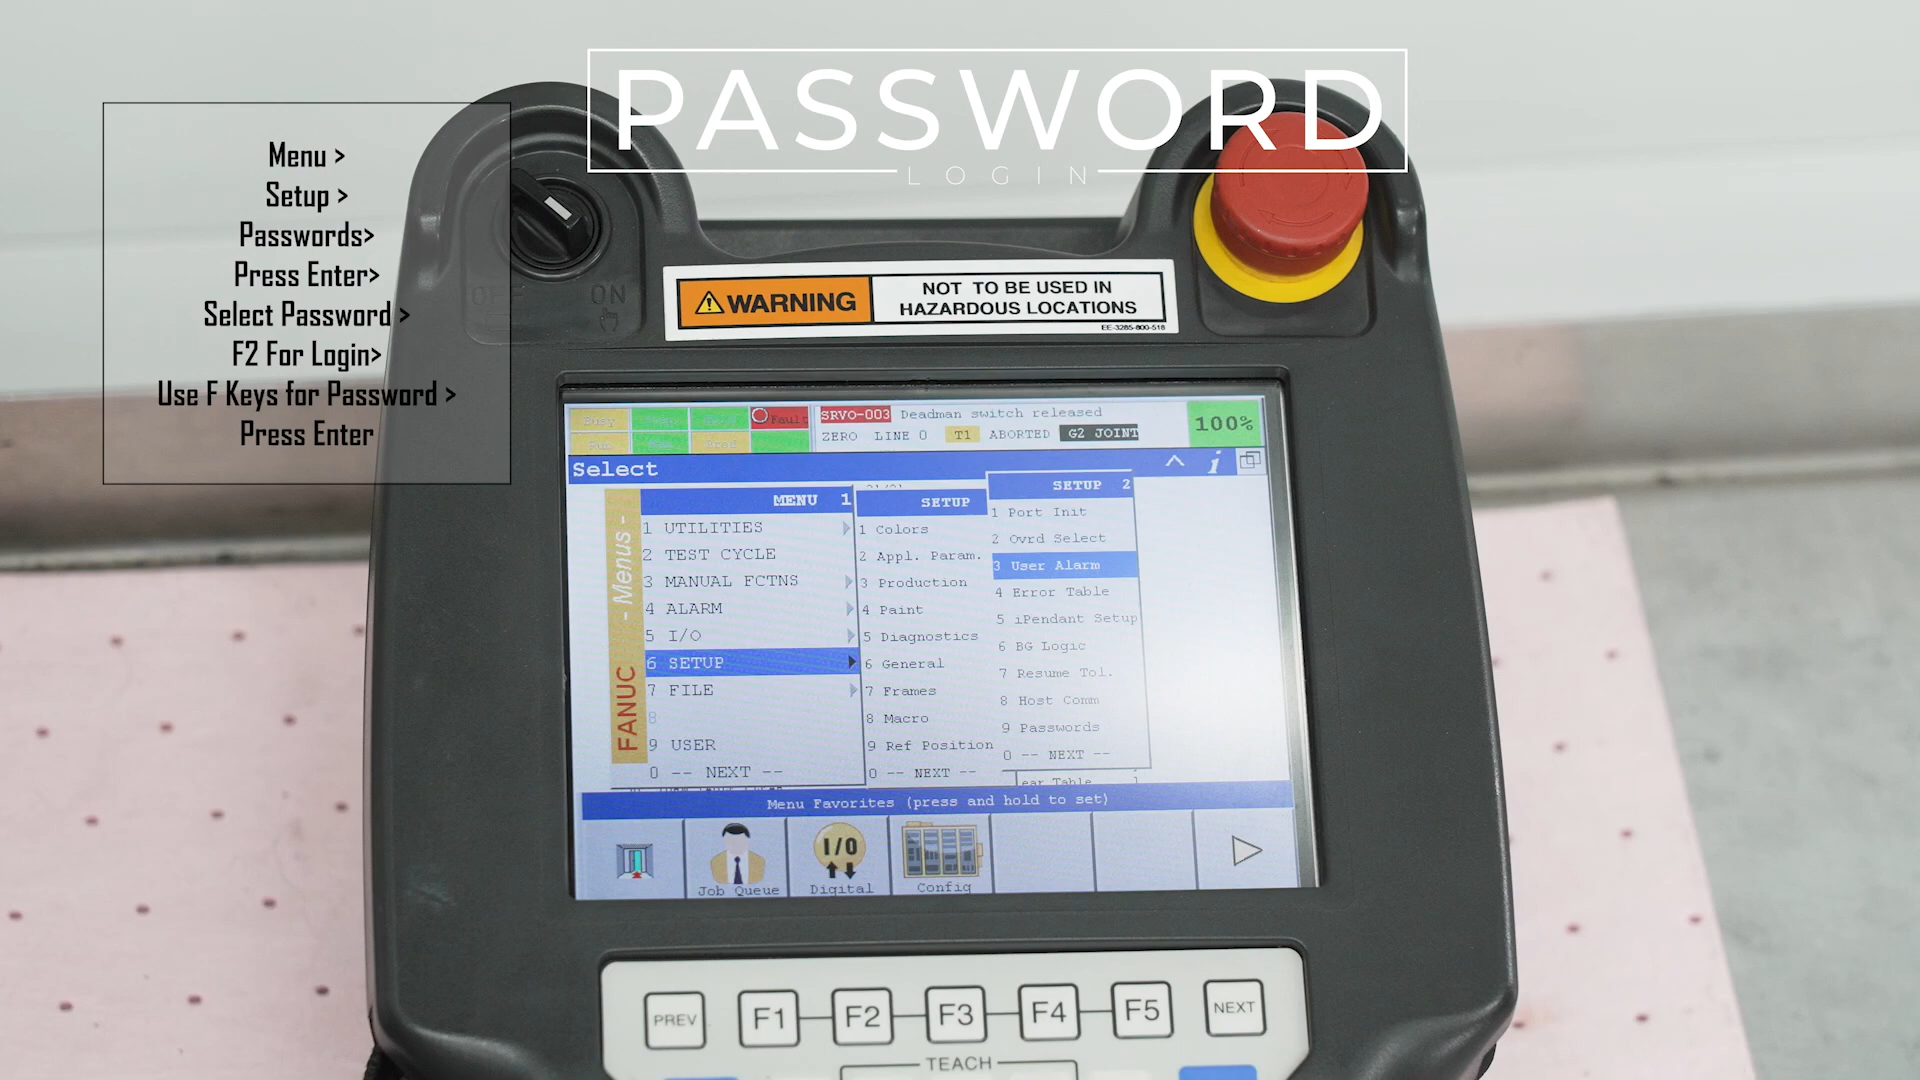 PASSWORD
LOGIN
Menu >
Setup >
Passwords>
Press Enter>
Select Password >
F2 For Login>
Use F Keys for Password >
Press Enter
OFF ON
WARNING
NOT TO BE USED IN
HAZARDOUS LOCATIONS
EE-3285-800-518
Busy
Fault
SRVO-003 Deadman switch released
ZERO LINE 0 T1 ABORTED G2 JOINT
100%
Select
FANUC - Menus -
MENU 1
1 UTILITIES
2 TEST CYCLE
3 MANUAL FCTNS
4 ALARM
5 I/O
6 SETUP
7 FILE
8
9 USER
0 -- NEXT --
SETUP
1 Colors
2 Appl. Param.
3 Production
4 Paint
5 Diagnostics
6 General
7 Frames
8 Macro
9 Ref Position
0 -- NEXT --
SETUP 2
1 Port Init
2 Ovrd Select
3 User Alarm
4 Error Table
5 iPendant Setup
6 BG Logic
7 Resume Tol.
8 Host Comm
9 Passwords
0 -- NEXT --
Menu Favorites (press and hold to set)
Job Queue
I/O
Digital
Config
PREV F1 F2 F3 F4 F5 NEXT
TEACH